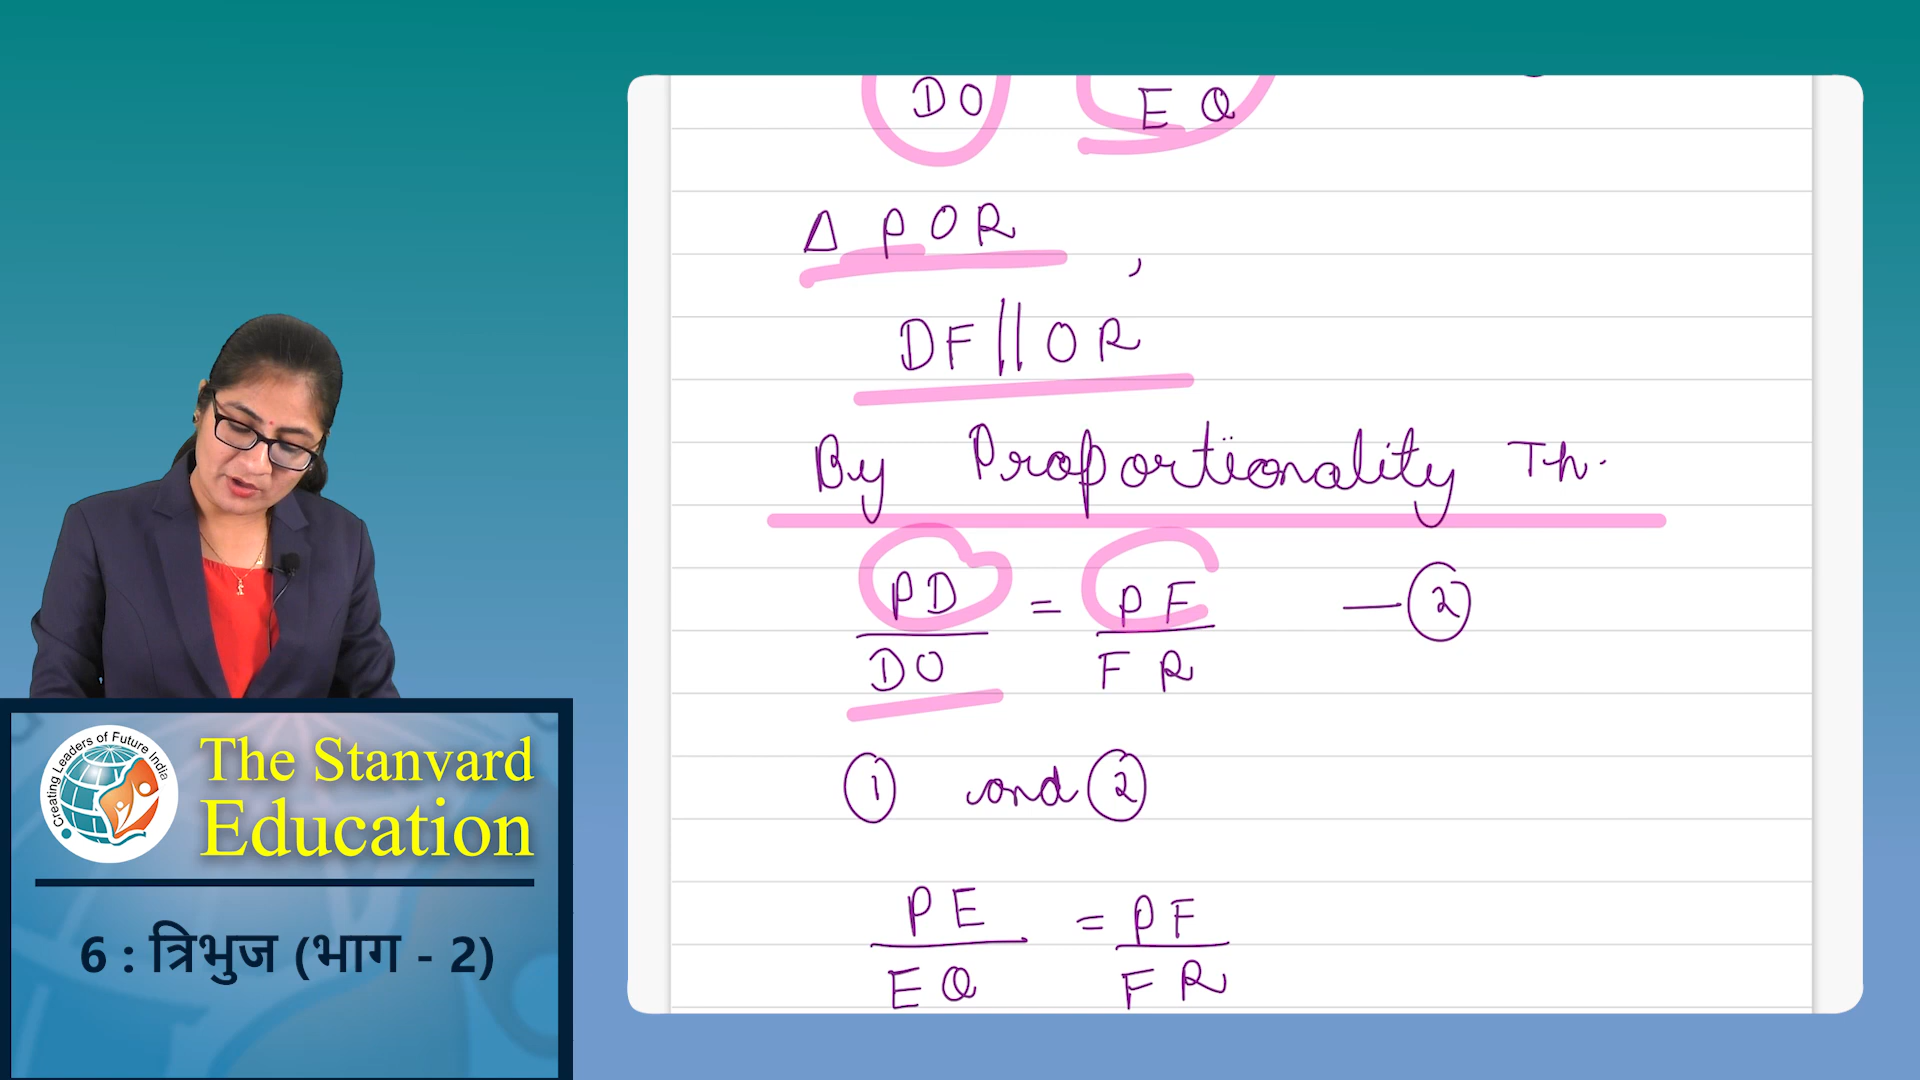 DO EQ
Δ POR ,
DF || OR
By Proportionality Th.
PD = PF — ②
DO FR
① and ②
PE = PF
EQ FR
Creating Leaders of Future India
The Stanvard
Education
6 : त्रिभुज (भाग - 2)